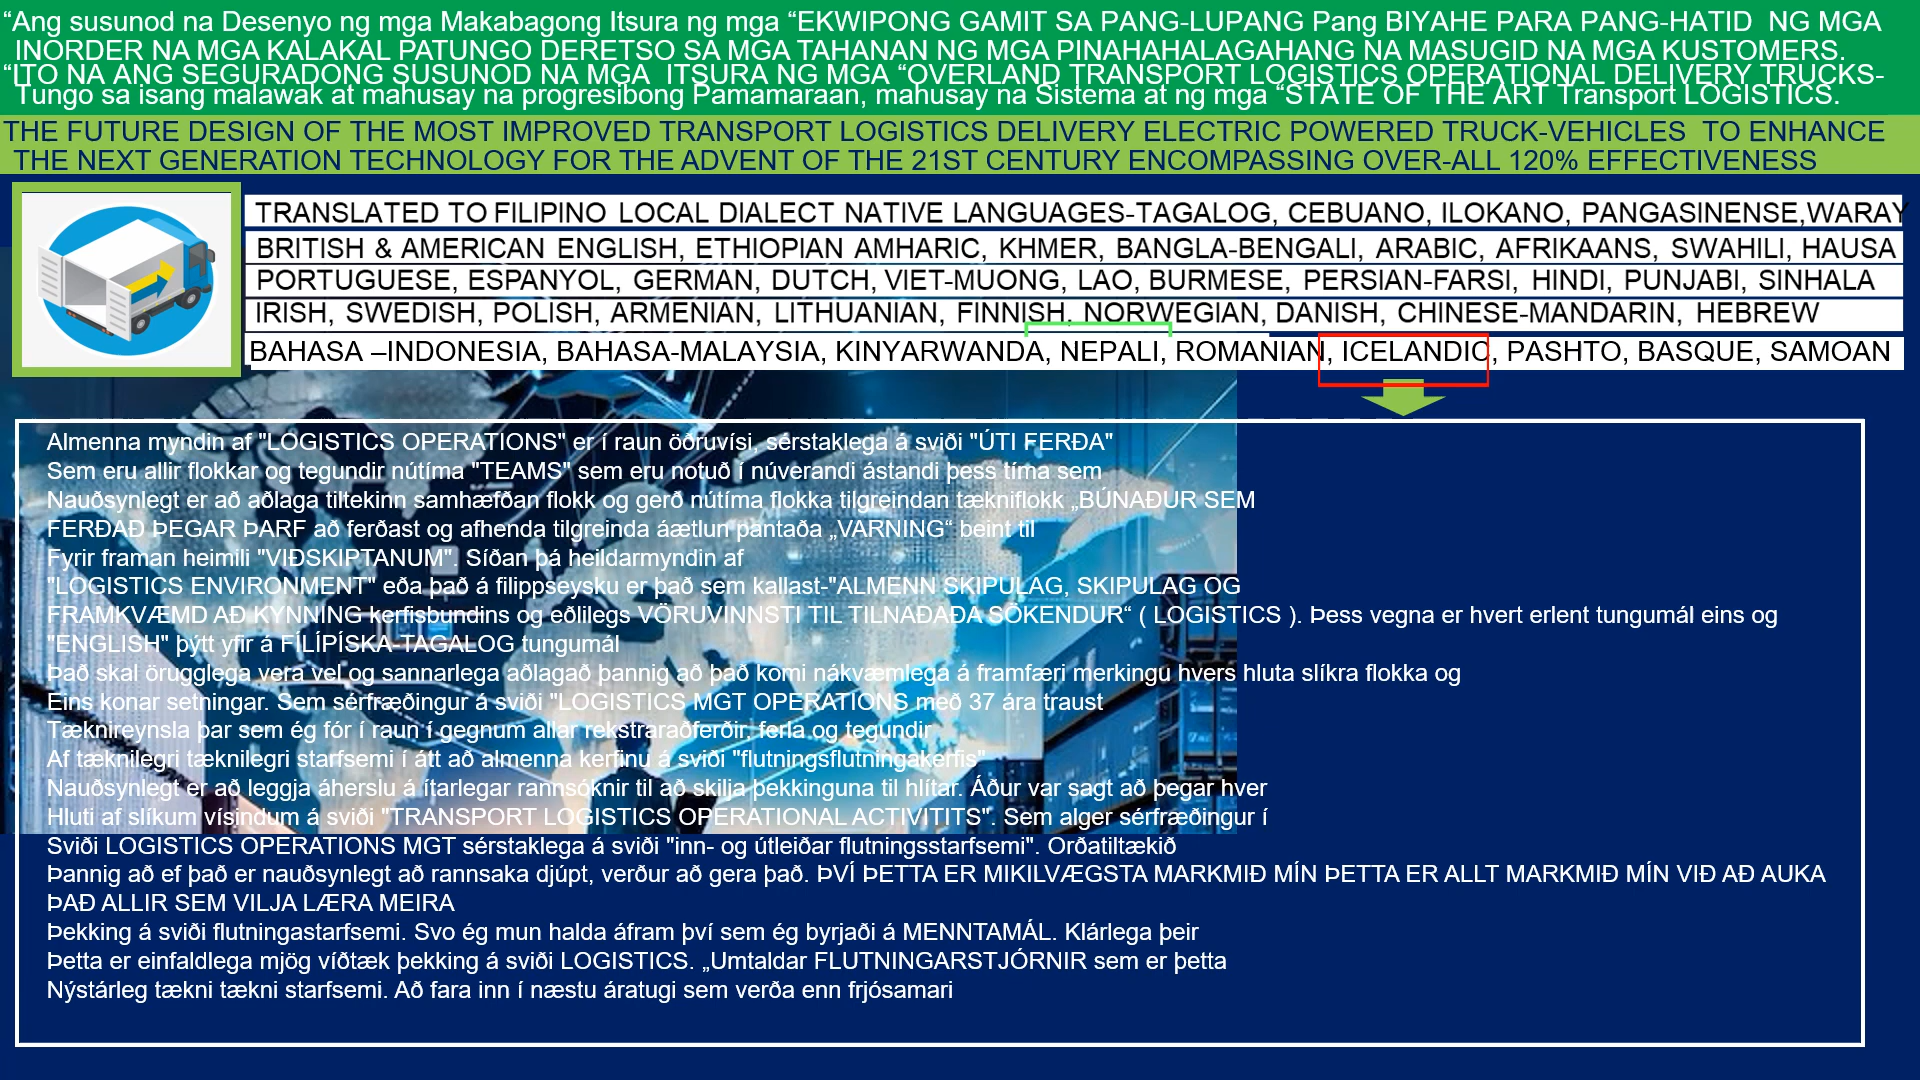 “Ang susunod na Desenyo ng mga Makabagong Itsura ng mga “EKWIPONG GAMIT SA PANG-LUPANG Pang BIYAHE PARA PANG-HATID NG MGA
INORDER NA MGA KALAKAL PATUNGO DERETSO SA MGA TAHANAN NG MGA PINAHAHALAGAHANG NA MASUGID NA MGA KUSTOMERS.
“ITO NA ANG SEGURADONG SUSUNOD NA MGA ITSURA NG MGA “OVERLAND TRANSPORT LOGISTICS OPERATIONAL DELIVERY TRUCKS-
Tungo sa isang malawak at mahusay na progresibong Pamamaraan, mahusay na Sistema at ng mga “STATE OF THE ART Transport LOGISTICS.
THE FUTURE DESIGN OF THE MOST IMPROVED TRANSPORT LOGISTICS DELIVERY ELECTRIC POWERED TRUCK-VEHICLES TO ENHANCE
THE NEXT GENERATION TECHNOLOGY FOR THE ADVENT OF THE 21ST CENTURY ENCOMPASSING OVER-ALL 120% EFFECTIVENESS
TRANSLATED TO FILIPINO LOCAL DIALECT NATIVE LANGUAGES-TAGALOG, CEBUANO, ILOKANO, PANGASINENSE,WARAY
BRITISH & AMERICAN ENGLISH, ETHIOPIAN AMHARIC, KHMER, BANGLA-BENGALI, ARABIC, AFRIKAANS, SWAHILI, HAUSA
PORTUGUESE, ESPANYOL, GERMAN, DUTCH, VIET-MUONG, LAO, BURMESE, PERSIAN-FARSI, HINDI, PUNJABI, SINHALA
IRISH, SWEDISH, POLISH, ARMENIAN, LITHUANIAN, FINNISH, NORWEGIAN, DANISH, CHINESE-MANDARIN, HEBREW
BAHASA –INDONESIA, BAHASA-MALAYSIA, KINYARWANDA, NEPALI, ROMANIAN, ICELANDIC, PASHTO, BASQUE, SAMOAN
Almenna myndin af "LOGISTICS OPERATIONS" er í raun öðruvísi, sérstaklega á sviði "ÚTI FERÐA"
Sem eru allir flokkar og tegundir nútíma "TEAMS" sem eru notuð í núverandi ástandi þess tíma sem
Nauðsynlegt er að aðlaga tiltekinn samhæfðan flokk og gerð nútíma flokka tilgreindan tækniflokk „BÚNAÐUR SEM
FERÐAÐ ÞEGAR ÞARF að ferðast og afhenda tilgreinda áætlun pantaða „VARNING“ beint til
Fyrir framan heimili "VIÐSKIPTANUM". Síðan þá heildarmyndin af
"LOGISTICS ENVIRONMENT" eða það á filippseysku er það sem kallast-"ALMENN SKIPULAG, SKIPULAG OG
FRAMKVÆMD AÐ KYNNING kerfisbundins og eðlilegs VÖRUVINNSTI TIL TILNAÐAÐA SÖKENDUR“ ( LOGISTICS ). Þess vegna er hvert erlent tungumál eins og
"ENGLISH" þýtt yfir á FÍLÍPÍSKA-TAGALOG tungumál
Það skal örugglega vera vel og sannarlega aðlagað þannig að það komi nákvæmlega á framfæri merkingu hvers hluta slíkra flokka og
Eins konar setningar. Sem sérfræðingur á sviði "LOGISTICS MGT OPERATIONS með 37 ára traust
Tæknireynsla þar sem ég fór í raun í gegnum allar rekstraraðferðir, ferla og tegundir
Af tæknilegri tæknilegri starfsemi í átt að almenna kerfinu á sviði "flutningsflutningakerfis"
Nauðsynlegt er að leggja áherslu á ítarlegar rannsóknir til að skilja þekkinguna til hlítar. Áður var sagt að þegar hver
Hluti af slíkum vísindum á sviði "TRANSPORT LOGISTICS OPERATIONAL ACTIVITITS". Sem alger sérfræðingur í
Sviði LOGISTICS OPERATIONS MGT sérstaklega á sviði "inn- og útleiðar flutningsstarfsemi". Orðatiltækið
Þannig að ef það er nauðsynlegt að rannsaka djúpt, verður að gera það. ÞVÍ ÞETTA ER MIKILVÆGSTA MARKMIÐ MÍN ÞETTA ER ALLT MARKMIÐ MÍN VIÐ AÐ AUKA
ÞAÐ ALLIR SEM VILJA LÆRA MEIRA
Þekking á sviði flutningastarfsemi. Svo ég mun halda áfram því sem ég byrjaði á MENNTAMÁL. Klárlega þeir
Þetta er einfaldlega mjög víðtæk þekking á sviði LOGISTICS. „Umtaldar FLUTNINGARSTJÓRNIR sem er þetta
Nýstárleg tækni tækni starfsemi. Að fara inn í næstu áratugi sem verða enn frjósamari